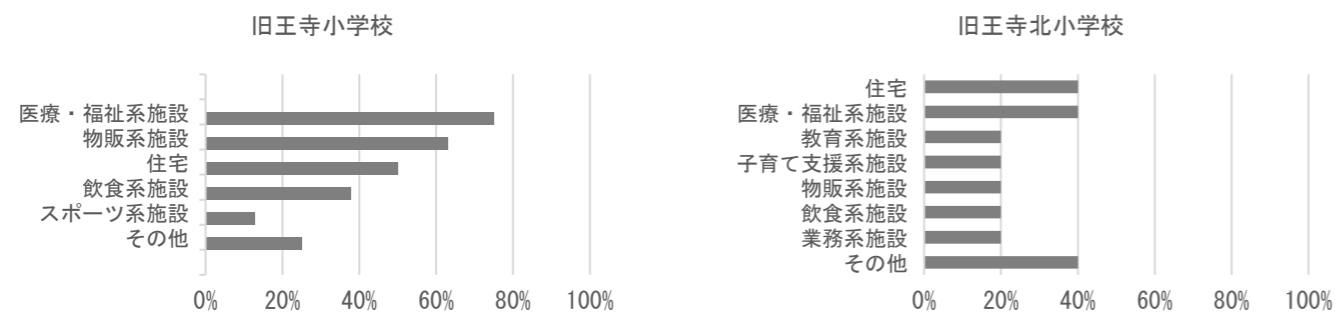 旧王寺小学校
医療・福祉系施設
物販系施設
住宅
飲食系施設
スポーツ系施設
その他
0% 20% 40% 60% 80% 100%
旧王寺北小学校
住宅
医療・福祉系施設
教育系施設
子育て支援系施設
物販系施設
飲食系施設
業務系施設
その他
0% 20% 40% 60% 80% 100%